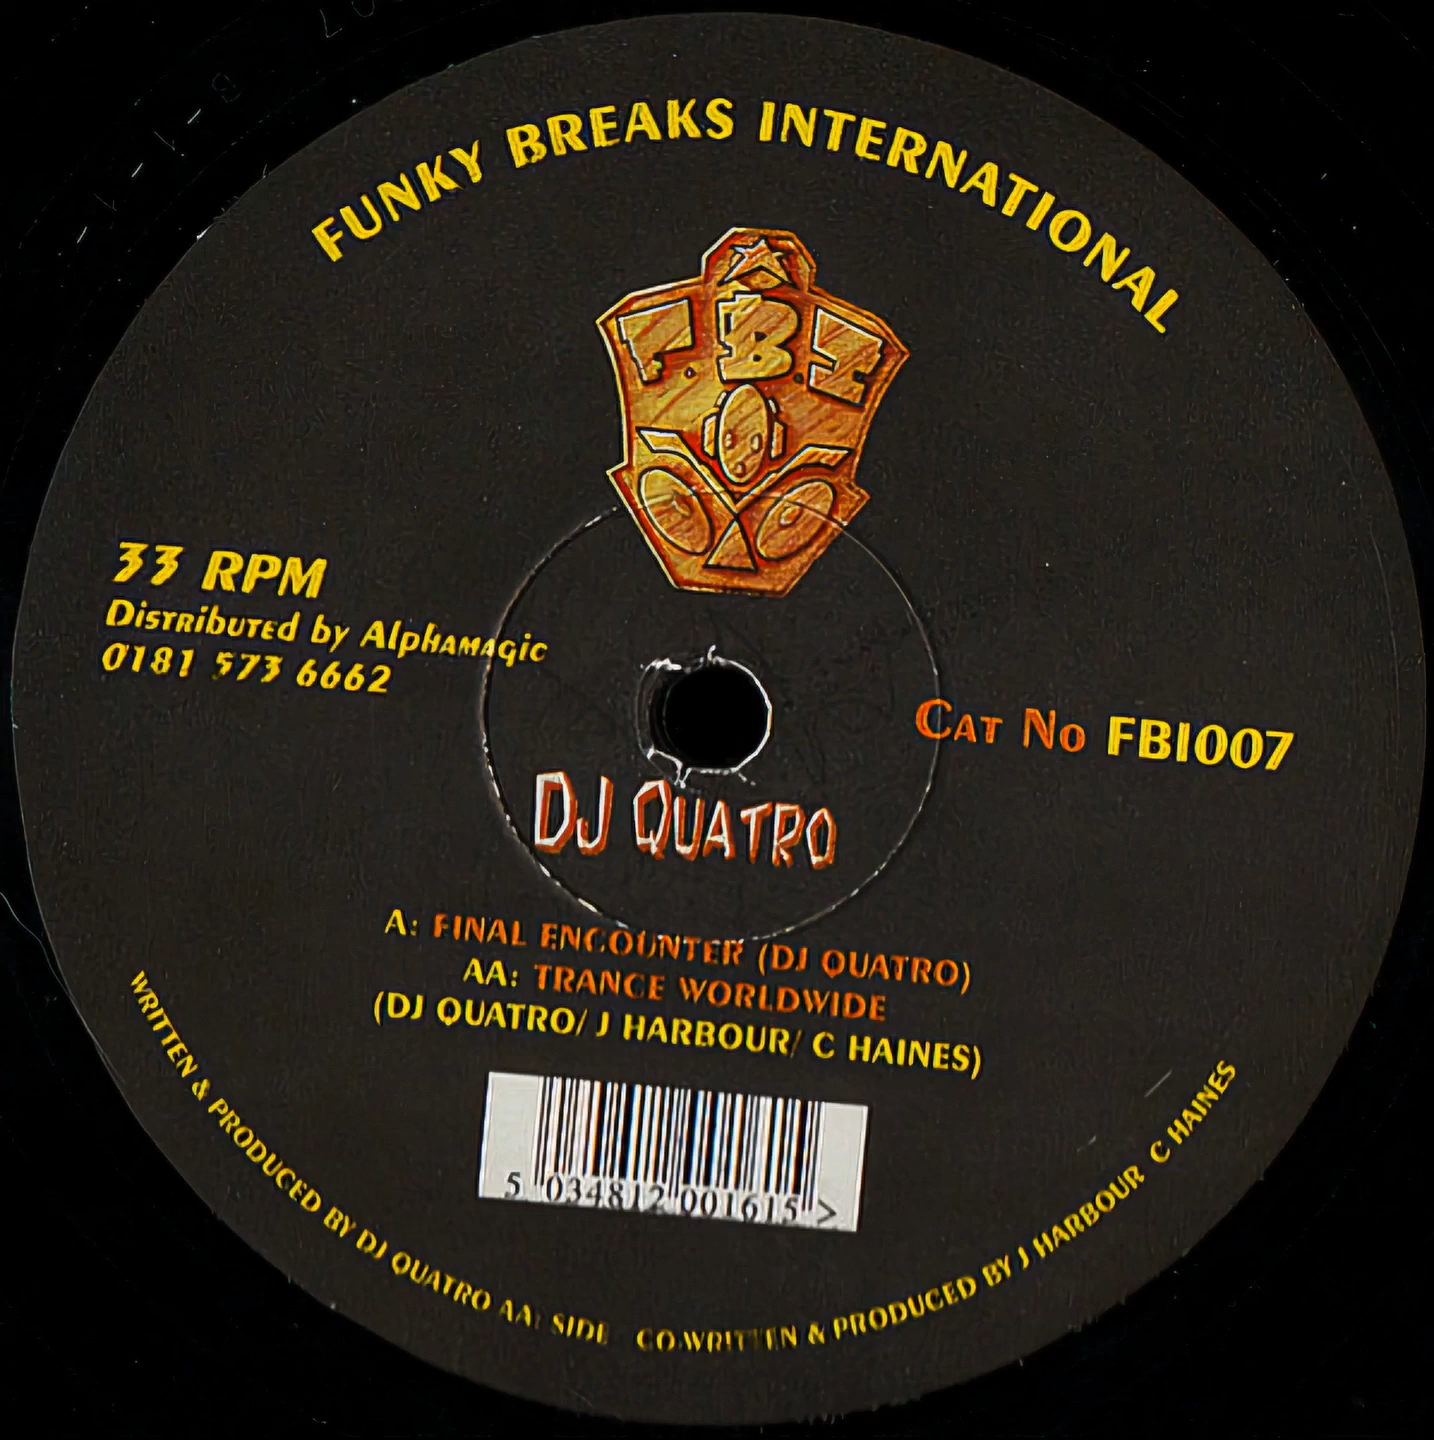 FUNKY BREAKS INTERNATIONAL
F.B.I
33 RPM
Distributed by Alphamagic
0181 573 6662
Cat No FBI007
DJ QUATRO
A: FINAL ENCOUNTER (DJ QUATRO)
AA: TRANCE WORLDWIDE
(DJ QUATRO/ J HARBOUR/ C HAINES)
5 034812 001615 >
WRITTEN & PRODUCED BY DJ QUATRO AA: SIDE CO-WRITTEN & PRODUCED BY J HARBOUR C HAINES